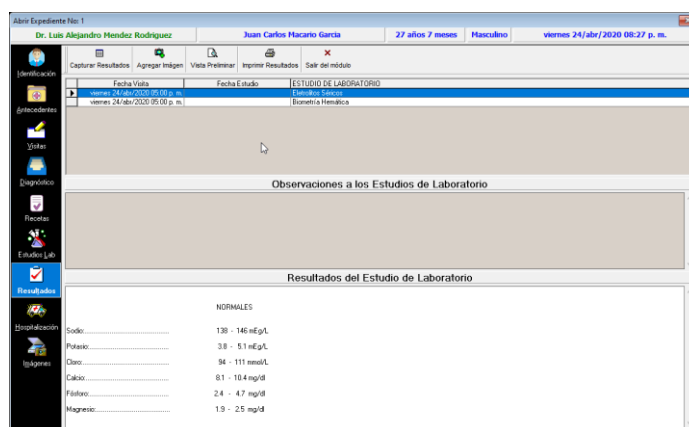 Abrir Expediente No: 1
Dr. Luis Alejandro Mendez Rodriguez Juan Carlos Macario Garcia 27 años 7 meses Masculino viernes 24/abr/2020 08:27 p. m.
Capturar Resultados Agregar Imágen Vista Preliminar Imprimir Resultados Salir del módulo
Identificación
Antecedentes
Visitas
Diagnóstico
Recetas
Estudios Lab
Resultados
Hospitalización
Imágenes
Fecha Visita Fecha Estudio ESTUDIO DE LABORATORIO
viernes 24/abr/2020 05:00 p. m. Eletrolitos Séricos
viernes 24/abr/2020 05:00 p. m. Biometría Hemática
Observaciones a los Estudios de Laboratorio
Resultados del Estudio de Laboratorio
NORMALES
Sodio:............................................. 138 - 146 mEg/L
Potasio:............................................. 3.8 - 5.1 mEg/L
Cloro:............................................. 94 - 111 mmol/L
Calcio:............................................. 8.1 - 10.4 mg/dl
Fósforo:............................................. 2.4 - 4.7 mg/dl
Magnesio:............................................. 1.9 - 2.5 mg/dl